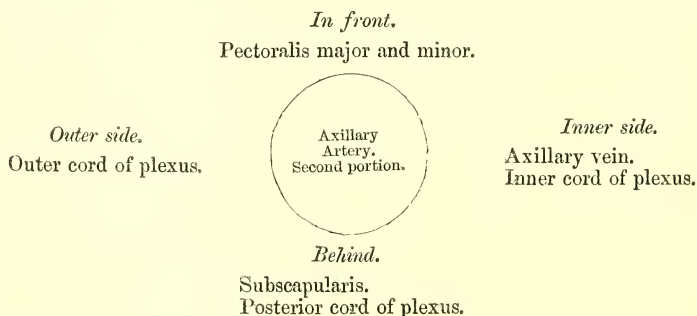 In front.
Pectoralis major and minor.
Outer side.
Outer cord of plexus.
Axillary
Artery.
Second portion.
Inner side.
Axillary vein.
Inner cord of plexus.
Behind.
Subscapularis.
Posterior cord of plexus.